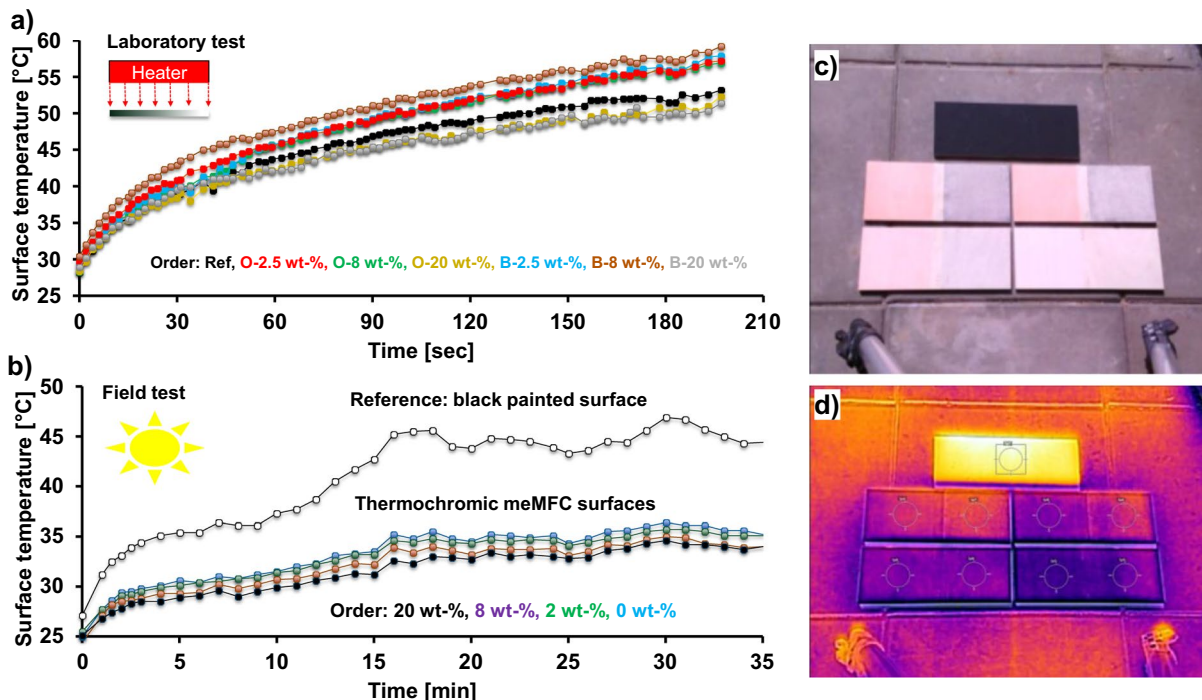 a)
Surface temperature [°C]
60
55
50
45
40
35
30
25
Laboratory test
Heater
Order: Ref, O-2.5 wt-%, O-8 wt-%, O-20 wt-%, B-2.5 wt-%, B-8 wt-%, B-20 wt-%
0 30 60 90 120 150 180 210
Time [sec]
b)
Surface temperature [°C]
50
45
40
35
30
25
Field test
Reference: black painted surface
Thermochromic meMFC surfaces
Order: 20 wt-%, 8 wt-%, 2 wt-%, 0 wt-%
0 5 10 15 20 25 30 35
Time [min]
c)
d)